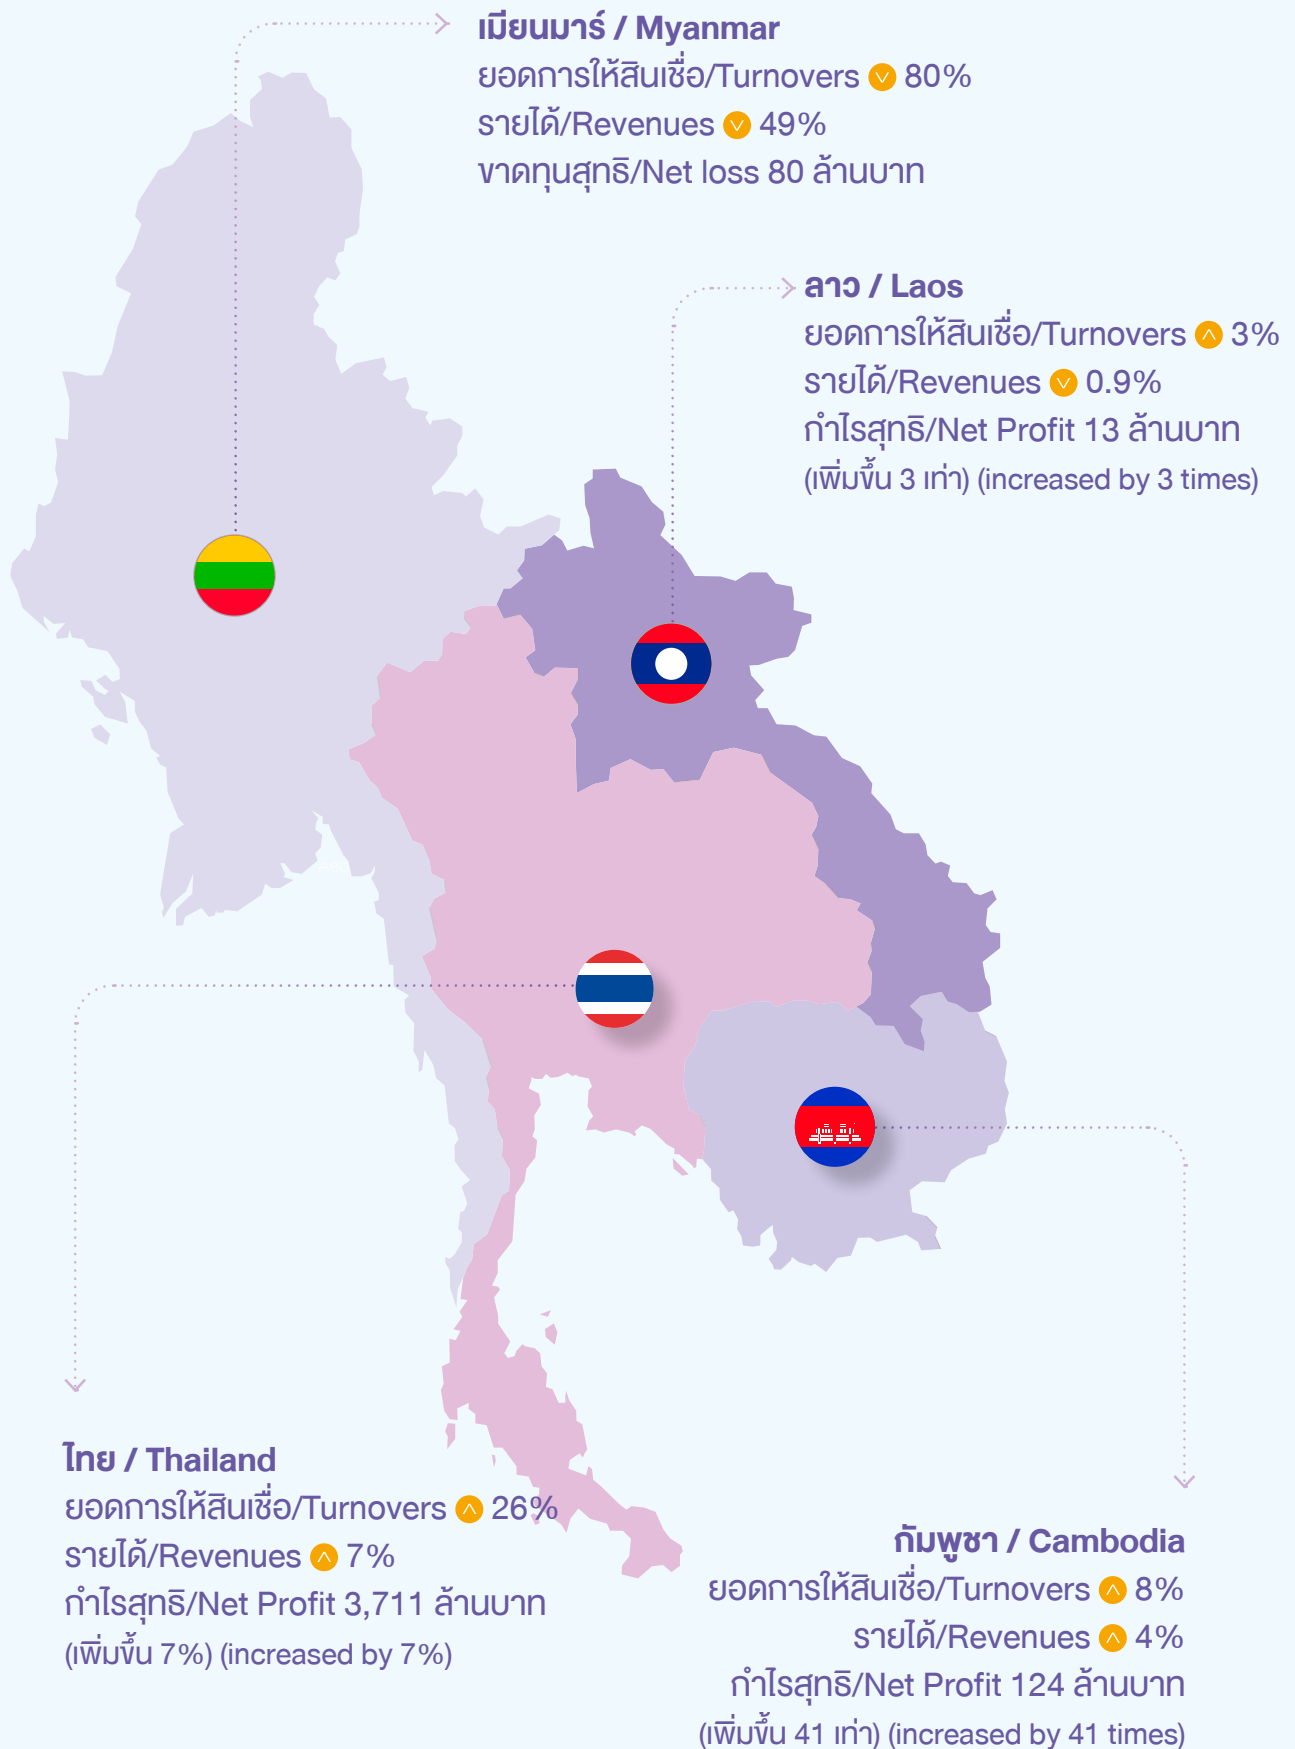 เมียนมาร์ / Myanmar
ยอดการให้สินเชื่อ/Turnovers 80%
รายได้/Revenues 49%
ขาดทุนสุทธิ/Net loss 80 ล้านบาท
ลาว / Laos
ยอดการให้สินเชื่อ/Turnovers 3%
รายได้/Revenues 0.9%
กำไรสุทธิ/Net Profit 13 ล้านบาท
(เพิ่มขึ้น 3 เท่า) (increased by 3 times)
ไทย / Thailand
ยอดการให้สินเชื่อ/Turnovers 26%
รายได้/Revenues 7%
กำไรสุทธิ/Net Profit 3,711 ล้านบาท
(เพิ่มขึ้น 7%) (increased by 7%)
กัมพูชา / Cambodia
ยอดการให้สินเชื่อ/Turnovers 8%
รายได้/Revenues 4%
กำไรสุทธิ/Net Profit 124 ล้านบาท
(เพิ่มขึ้น 41 เท่า) (increased by 41 times)